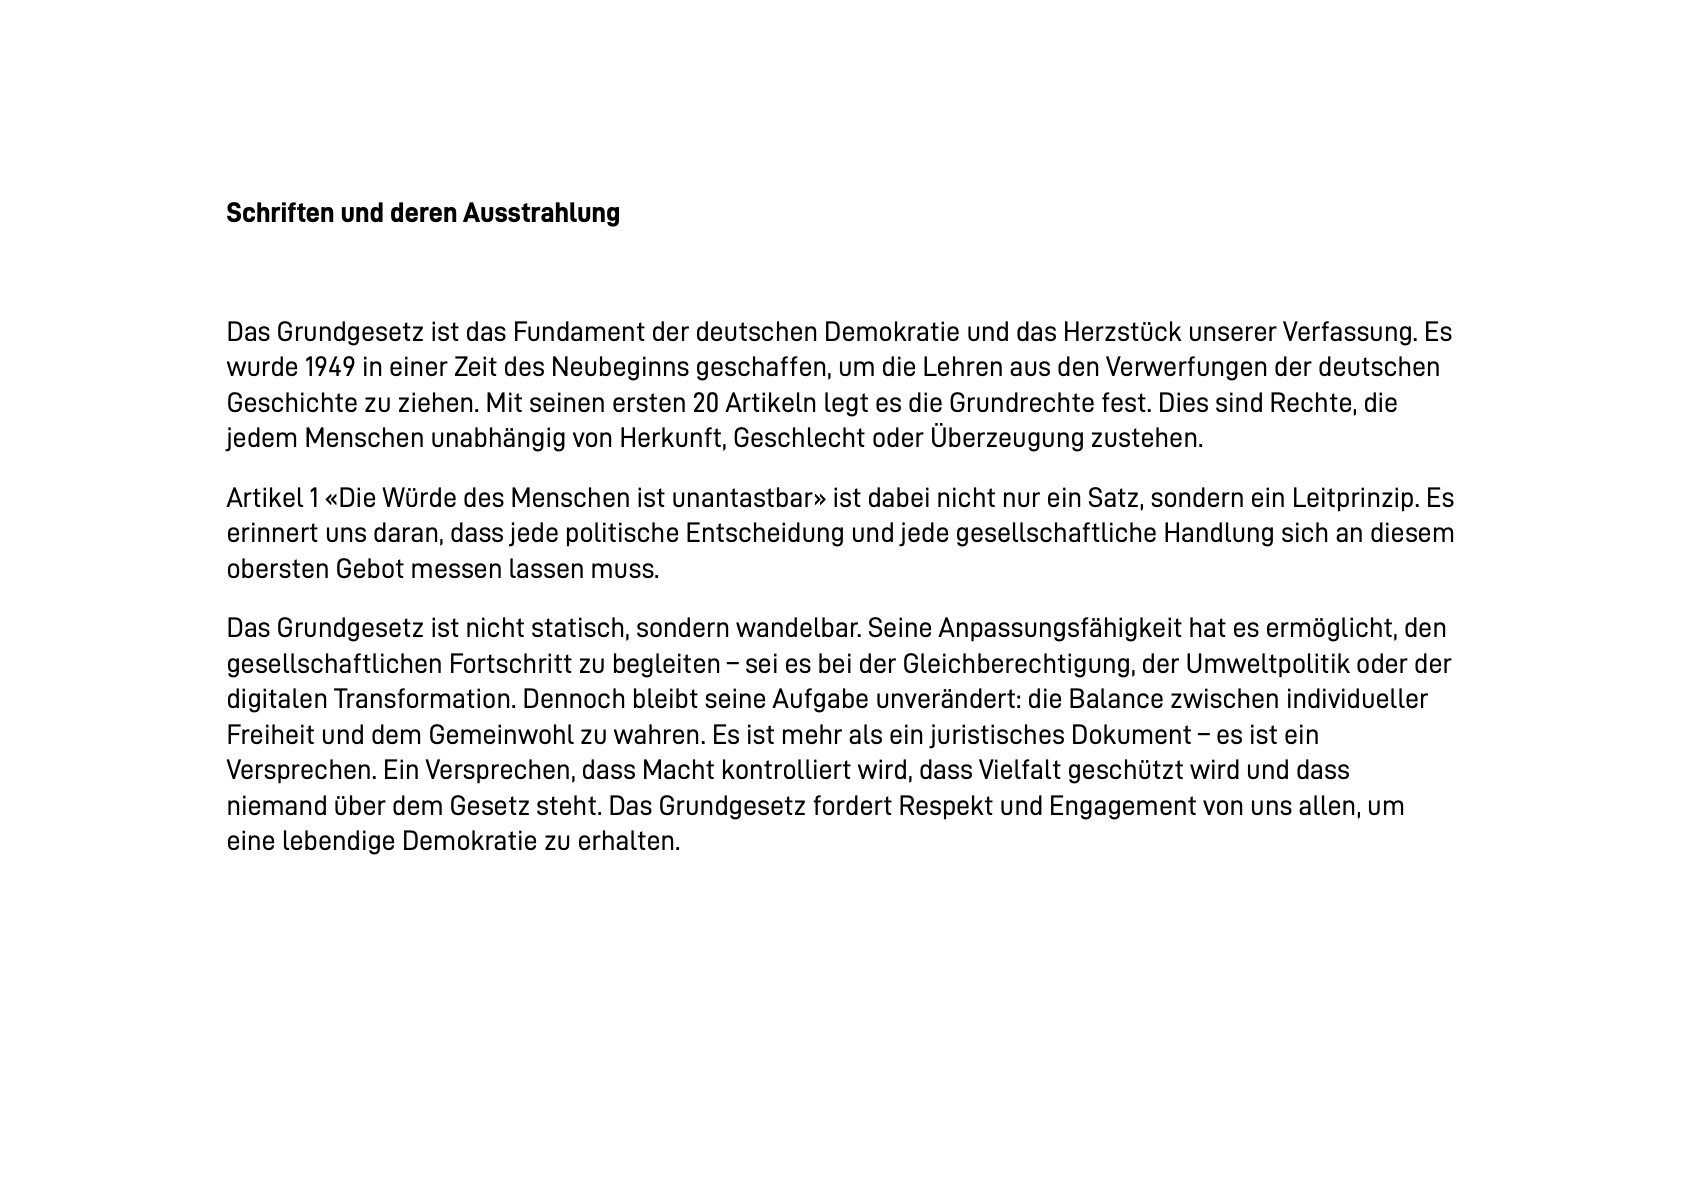 Schriften und deren Ausstrahlung
Das Grundgesetz ist das Fundament der deutschen Demokratie und das Herzstück unserer Verfassung. Es
wurde 1949 in einer Zeit des Neubeginns geschaffen, um die Lehren aus den Verwerfungen der deutschen
Geschichte zu ziehen. Mit seinen ersten 20 Artikeln legt es die Grundrechte fest. Dies sind Rechte, die
jedem Menschen unabhängig von Herkunft, Geschlecht oder Überzeugung zustehen.
Artikel 1 «Die Würde des Menschen ist unantastbar» ist dabei nicht nur ein Satz, sondern ein Leitprinzip. Es
erinnert uns daran, dass jede politische Entscheidung und jede gesellschaftliche Handlung sich an diesem
obersten Gebot messen lassen muss.
Das Grundgesetz ist nicht statisch, sondern wandelbar. Seine Anpassungsfähigkeit hat es ermöglicht, den
gesellschaftlichen Fortschritt zu begleiten – sei es bei der Gleichberechtigung, der Umweltpolitik oder der
digitalen Transformation. Dennoch bleibt seine Aufgabe unverändert: die Balance zwischen individueller
Freiheit und dem Gemeinwohl zu wahren. Es ist mehr als ein juristisches Dokument – es ist ein
Versprechen. Ein Versprechen, dass Macht kontrolliert wird, dass Vielfalt geschützt wird und dass
niemand über dem Gesetz steht. Das Grundgesetz fordert Respekt und Engagement von uns allen, um
eine lebendige Demokratie zu erhalten.